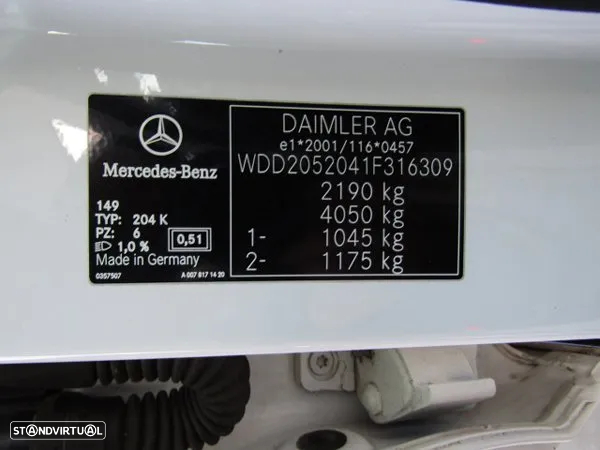 Mercedes-Benz
149
TYP: 204 K
PZ: 6
1,0 %
0,51
Made in Germany
0357507
A 007 817 14 20
DAIMLER AG
e1*2001/116*0457
WDD2052041F316309
2190 kg
4050 kg
1- 1045 kg
2- 1175 kg
STANDVIRTUAL